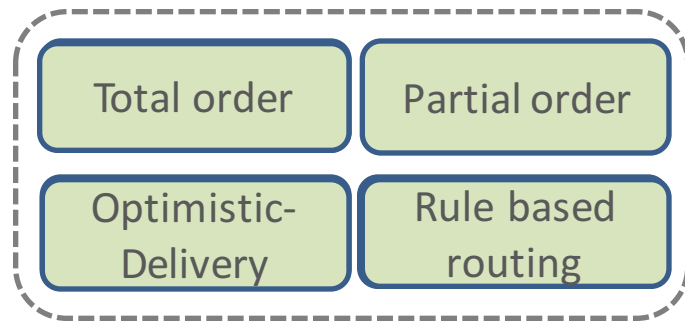 Total order
Partial order
Optimistic-
Delivery
Rule based
routing